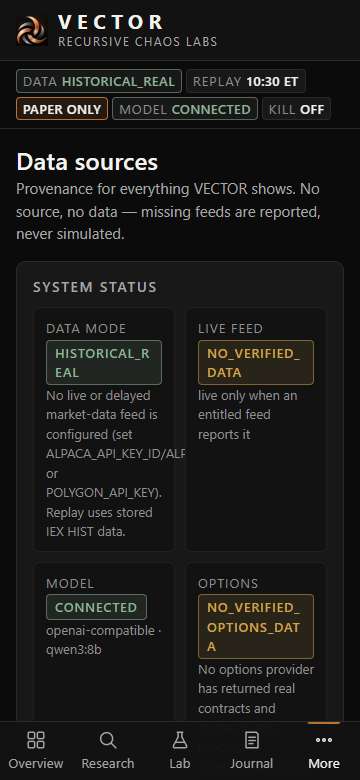 VECTOR
RECURSIVE CHAOS LABS
DATA HISTORICAL_REAL REPLAY 10:30 ET
PAPER ONLY MODEL CONNECTED KILL OFF
Data sources
Provenance for everything VECTOR shows. No
source, no data — missing feeds are reported,
never simulated.
SYSTEM STATUS
DATA MODE
HISTORICAL_R
EAL
No live or delayed
market-data feed is
configured (set
ALPACA_API_KEY_ID/ALP
or
POLYGON_API_KEY).
Replay uses stored
IEX HIST data.
LIVE FEED
NO_VERIFIED_
DATA
live only when an
entitled feed
reports it
MODEL
CONNECTED
openai-compatible ·
qwen3:8b
OPTIONS
NO_VERIFIED_
OPTIONS_DAT
A
No options provider
has returned real
contracts and
Overview Research Lab Journal More